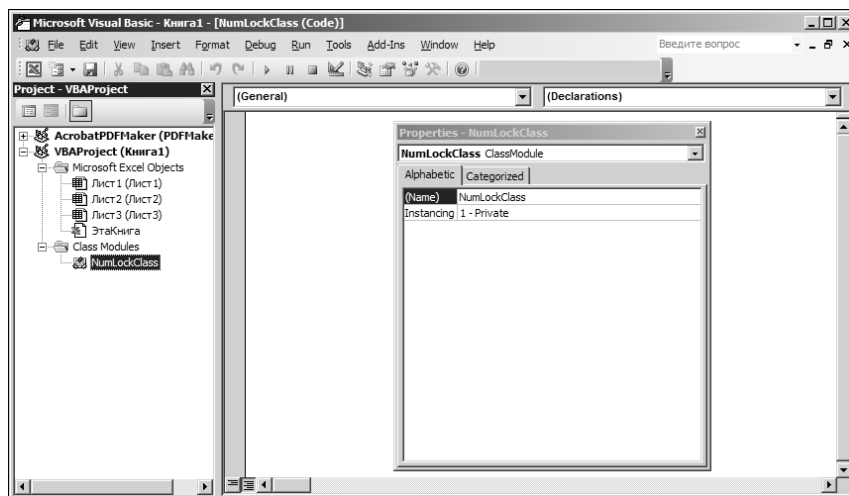 Microsoft Visual Basic - Книга1 - [NumLockClass (Code)]
File Edit View Insert Format Debug Run Tools Add-Ins Window Help Введите вопрос
Project - VBAProject
(General) (Declarations)
AcrobatPDFMaker (PDFMake
VBAProject (Книга1)
Microsoft Excel Objects
Лист1 (Лист1)
Лист2 (Лист2)
Лист3 (Лист3)
ЭтаКнига
Class Modules
NumLockClass
Properties - NumLockClass
NumLockClass ClassModule
Alphabetic Categorized
(Name) NumLockClass
Instancing 1 - Private